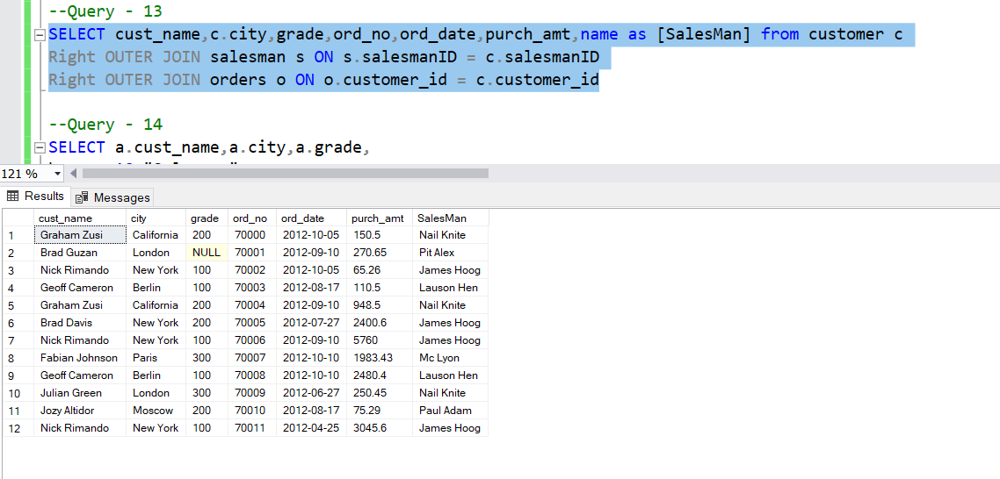 --Query - 13
SELECT cust_name,c.city,grade,ord_no,ord_date,purch_amt,name as [SalesMan] from customer c
Right OUTER JOIN salesman s ON s.salesmanID = c.salesmanID
Right OUTER JOIN orders o ON o.customer_id = c.customer_id
--Query - 14
SELECT a.cust_name,a.city,a.grade,
121 %
Results Messages
cust_name city grade ord_no ord_date purch_amt SalesMan
1 Graham Zusi California 200 70000 2012-10-05 150.5 Nail Knite
2 Brad Guzan London NULL 70001 2012-09-10 270.65 Pit Alex
3 Nick Rimando New York 100 70002 2012-10-05 65.26 James Hoog
4 Geoff Cameron Berlin 100 70003 2012-08-17 110.5 Lauson Hen
5 Graham Zusi California 200 70004 2012-09-10 948.5 Nail Knite
6 Brad Davis New York 200 70005 2012-07-27 2400.6 James Hoog
7 Nick Rimando New York 100 70006 2012-09-10 5760 James Hoog
8 Fabian Johnson Paris 300 70007 2012-10-10 1983.43 Mc Lyon
9 Geoff Cameron Berlin 100 70008 2012-10-10 2480.4 Lauson Hen
10 Julian Green London 300 70009 2012-06-27 250.45 Nail Knite
11 Jozy Altidor Moscow 200 70010 2012-08-17 75.29 Paul Adam
12 Nick Rimando New York 100 70011 2012-04-25 3045.6 James Hoog